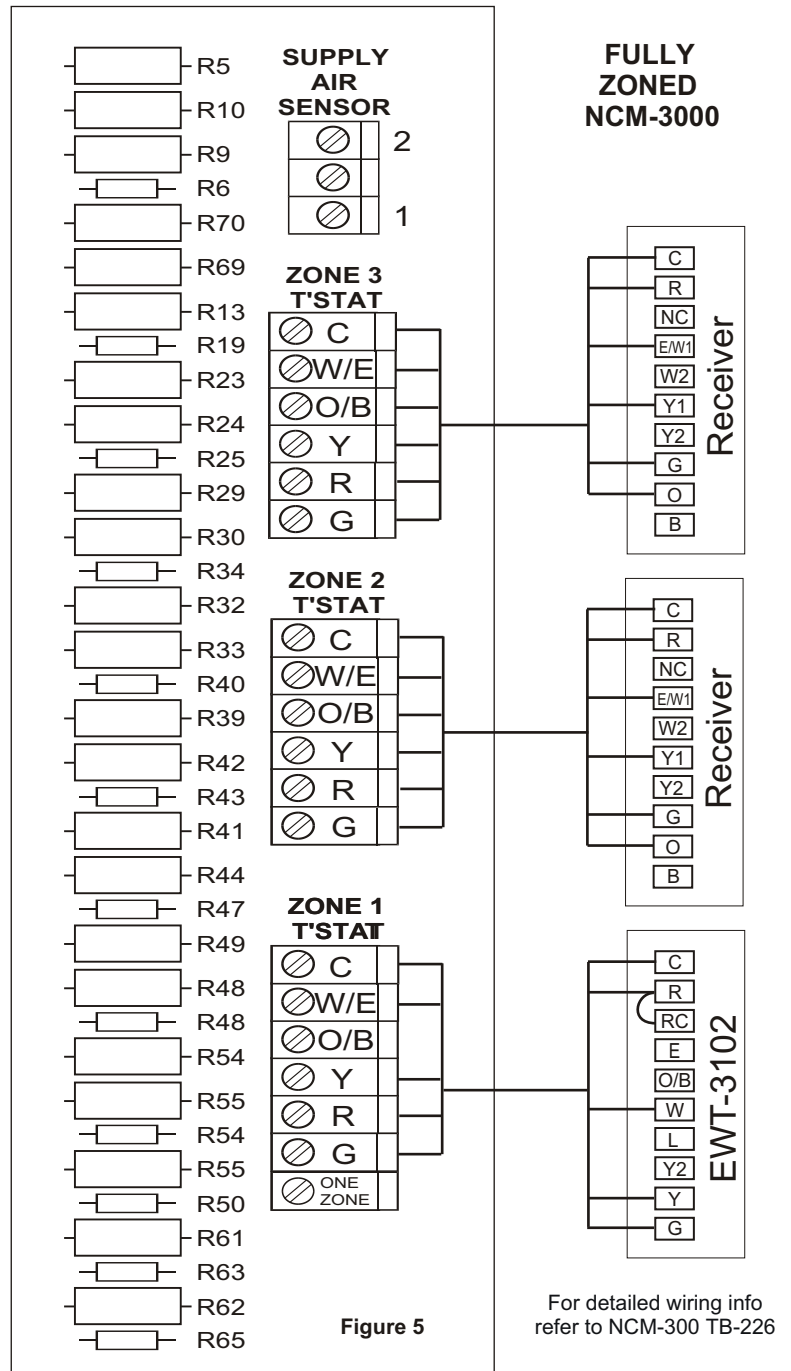 R5
R10
R9
R6
R70
R69
R13
R19
R23
R24
R25
R29
R30
R34
R32
R33
R40
R39
R42
R43
R41
R44
R47
R49
R48
R48
R54
R55
R54
R55
R50
R61
R63
R62
R65
SUPPLY
AIR
SENSOR
2
1
ZONE 3
T'STAT
C
W/E
O/B
Y
R
G
ZONE 2
T'STAT
C
W/E
O/B
Y
R
G
ZONE 1
T'STAT
C
W/E
O/B
Y
R
G
ONE
ZONE
Figure 5
FULLY
ZONED
NCM-3000
C
R
NC
E/W1
W2
Y1
Y2
G
O
B
Receiver
C
R
NC
E/W1
W2
Y1
Y2
G
O
B
Receiver
C
R
RC
E
O/B
W
L
Y2
Y
G
EWT-3102
For detailed wiring info
refer to NCM-300 TB-226